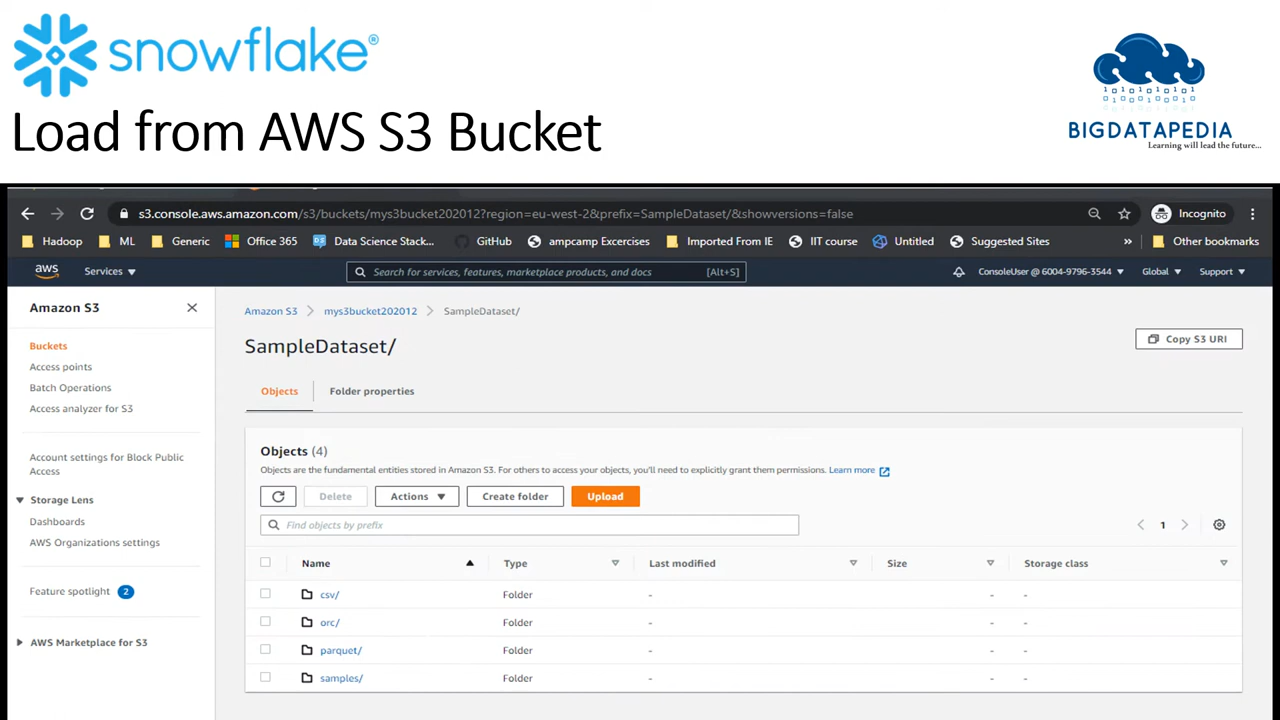 snowflake®
Load from AWS S3 Bucket
BIGDATAPEDIA
Learning will lead the future...
s3.console.aws.amazon.com/s3/buckets/mys3bucket202012?region=eu-west-2&prefix=SampleDataset/&showversions=false
Incognito
Hadoop ML Generic Office 365 Data Science Stack... GitHub ampcamp Excercises Imported From IE IIT course Untitled Suggested Sites » Other bookmarks
aws Services Search for services, features, marketplace products, and docs [Alt+S] ConsoleUser @ 6004-9796-3544 Global Support
Amazon S3
Buckets
Access points
Batch Operations
Access analyzer for S3
Account settings for Block Public
Access
Storage Lens
Dashboards
AWS Organizations settings
Feature spotlight 2
AWS Marketplace for S3
Amazon S3 mys3bucket202012 SampleDataset/
SampleDataset/
Copy S3 URI
Objects Folder properties
Objects (4)
Objects are the fundamental entities stored in Amazon S3. For others to access your objects, you'll need to explicitly grant them permissions. Learn more
Delete Actions Create folder Upload
Find objects by prefix
1
Name Type Last modified Size Storage class
csv/ Folder - - -
orc/ Folder - - -
parquet/ Folder - - -
samples/ Folder - - -